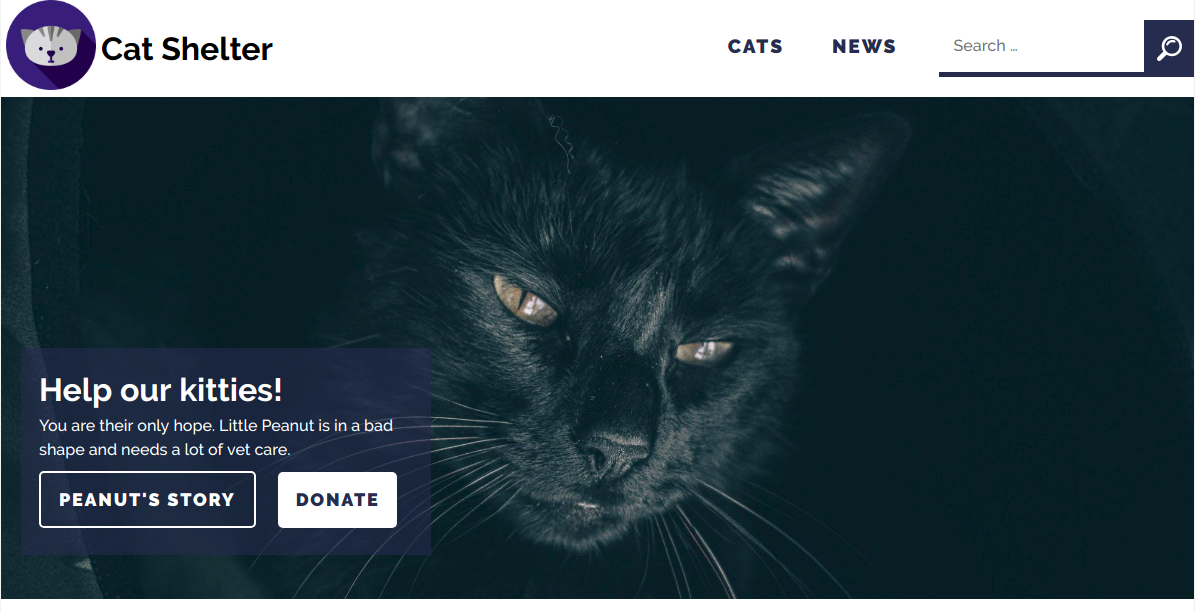 Cat Shelter
CATS
NEWS
Search …
Help our kitties!
You are their only hope. Little Peanut is in a bad
shape and needs a lot of vet care.
PEANUT'S STORY
DONATE